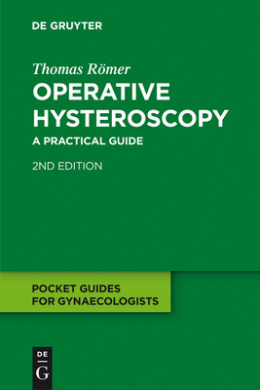 DE GRUYTER
Thomas Römer
OPERATIVE
HYSTEROSCOPY
A PRACTICAL GUIDE
2ND EDITION
POCKET GUIDES
FOR GYNAECOLOGISTS
DE
G